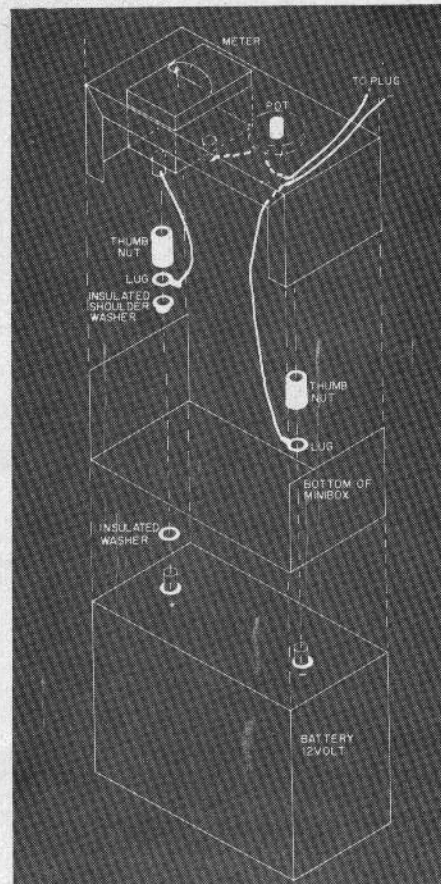 METER
TO PLUG
POT
THUMB
NUT
LUG
INSULATED
SHOULDER
WASHER
THUMB
NUT
LUG
BOTTOM OF
MINIBOX
INSULATED
WASHER
+
-
BATTERY
12VOLT